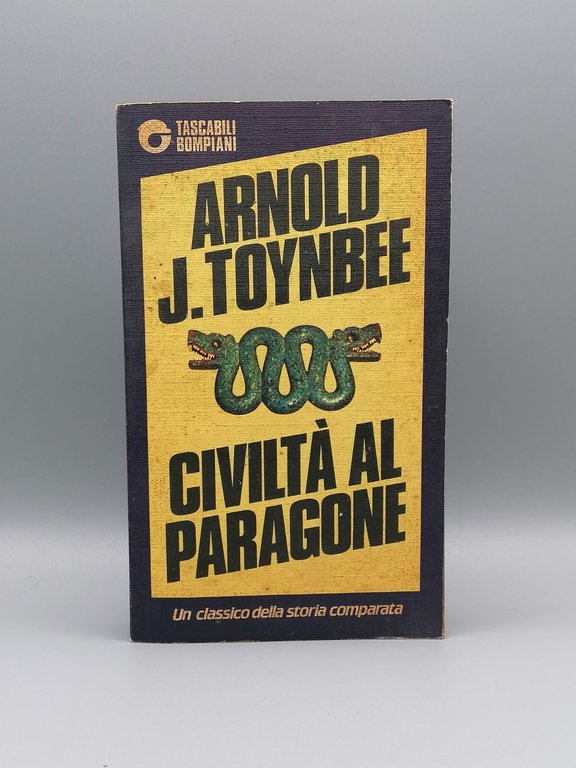 TASCABILI
BOMPIANI
ARNOLD
J. TOYNBEE
CIVILTÀ AL
PARAGONE
Un classico della storia comparata